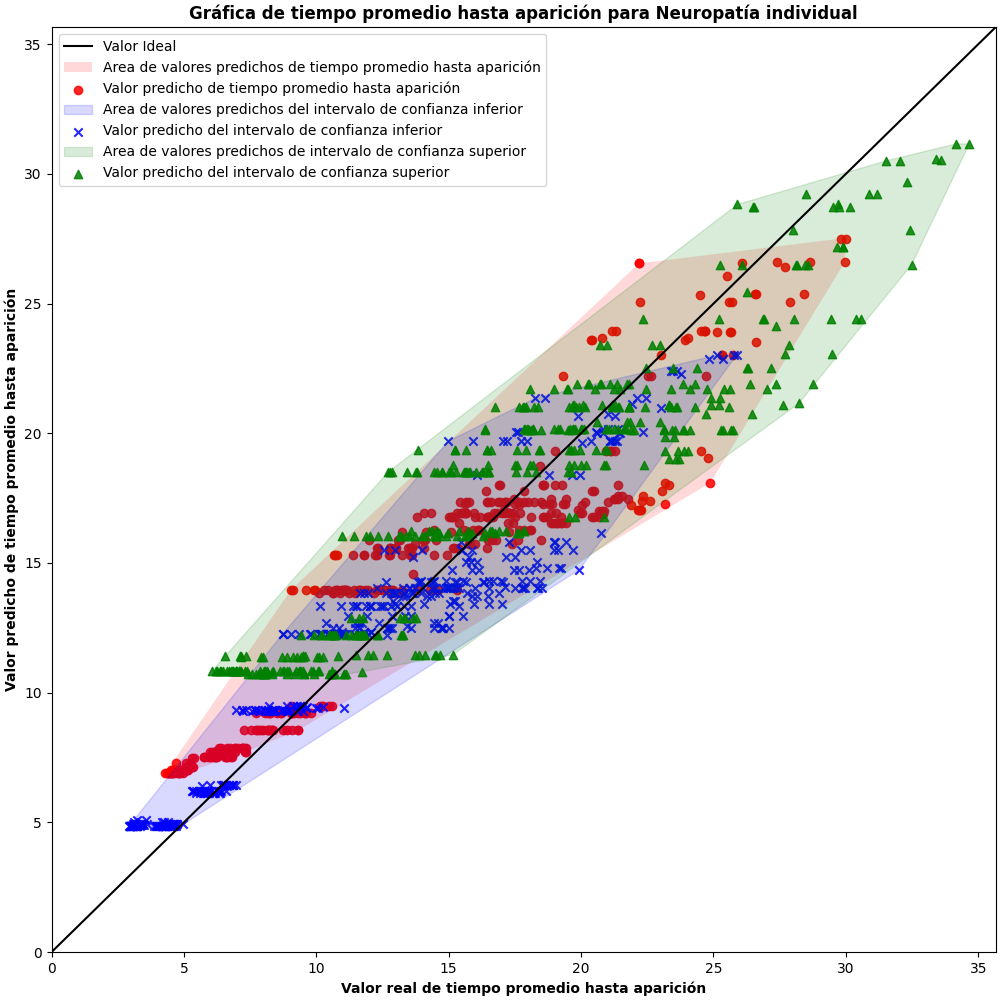 Gráfica de tiempo promedio hasta aparición para Neuropatía individual
Valor Ideal
Area de valores predichos de tiempo promedio hasta aparición
Valor predicho de tiempo promedio hasta aparición
Area de valores predichos del intervalo de confianza inferior
Valor predicho del intervalo de confianza inferior
Area de valores predichos de intervalo de confianza superior
Valor predicho del intervalo de confianza superior
Valor predicho de tiempo promedio hasta aparición
35
30
25
20
15
10
5
0
0 5 10 15 20 25 30 35
Valor real de tiempo promedio hasta aparición